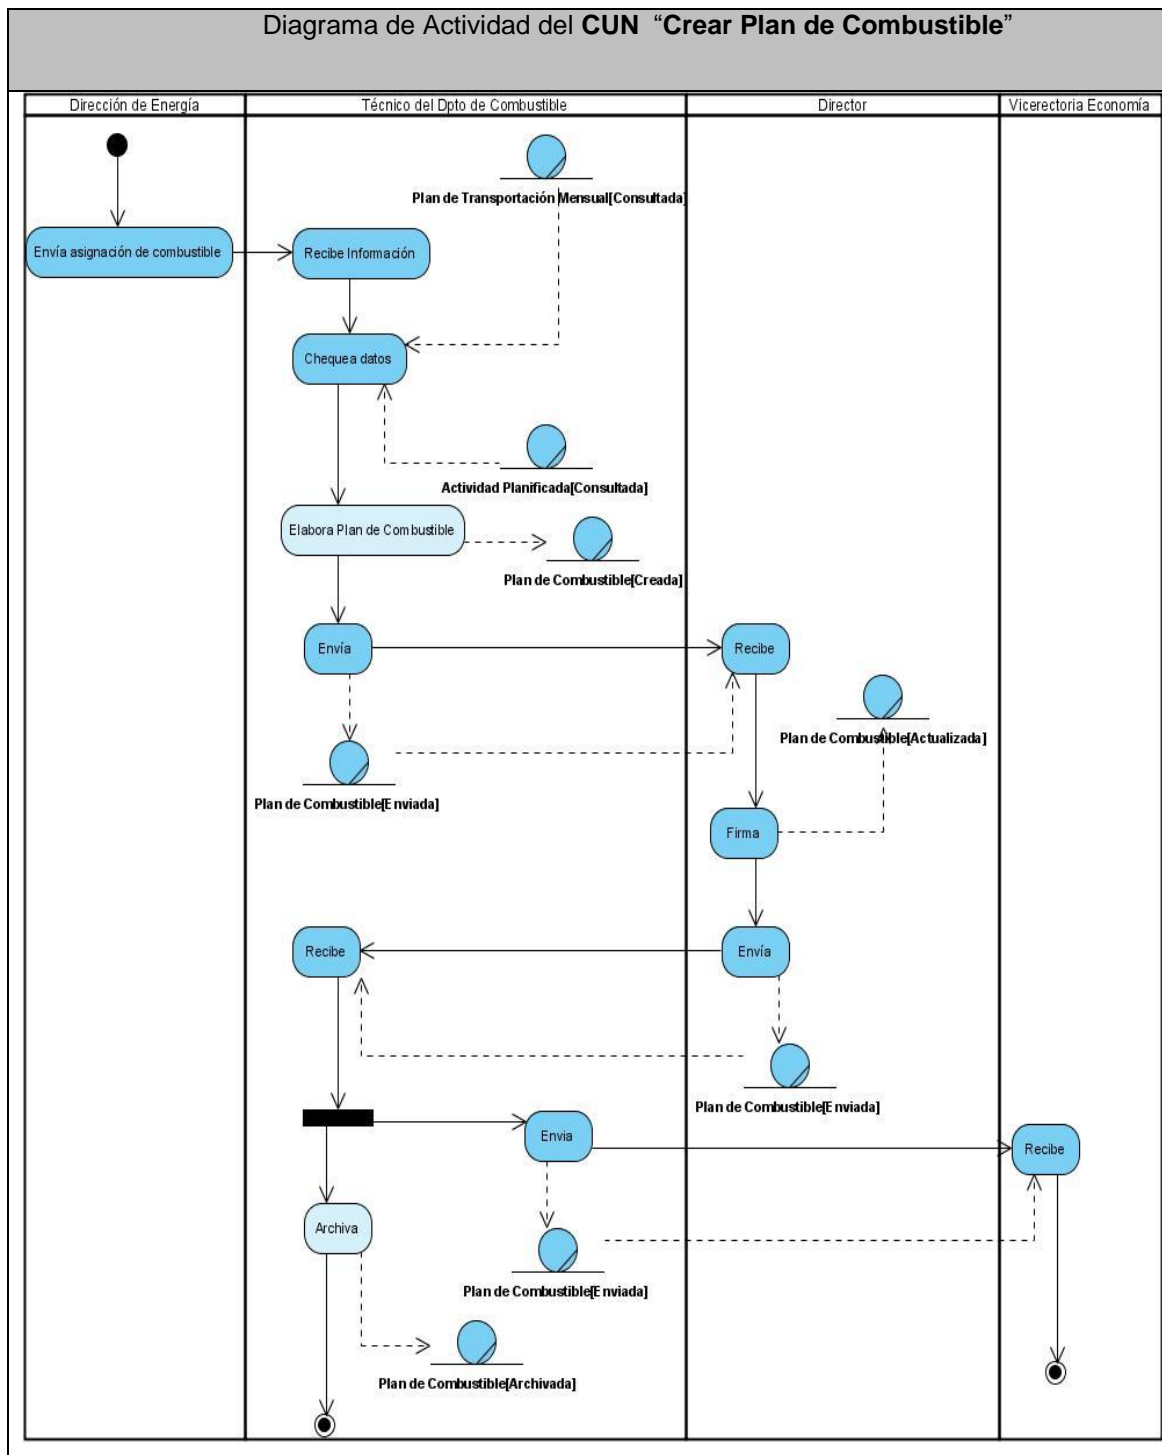 Diagrama de Actividad del CUN “Crear Plan de Combustible”
Dirección de Energía
Técnico del Dpto de Combustible
Director
Vicerectoria Economía
Plan de Transportación Mensual[Consultada]
Envía asignación de combustible
Recibe Información
Chequea datos
Actividad Planificada[Consultada]
Elabora Plan de Combustible
Plan de Combustible[Creada]
Envía
Recibe
Plan de Combustible[Actualizada]
Plan de Combustible[Enviada]
Firma
Recibe
Envía
Plan de Combustible[Enviada]
Envia
Recibe
Archiva
Plan de Combustible[Enviada]
Plan de Combustible[Archivada]